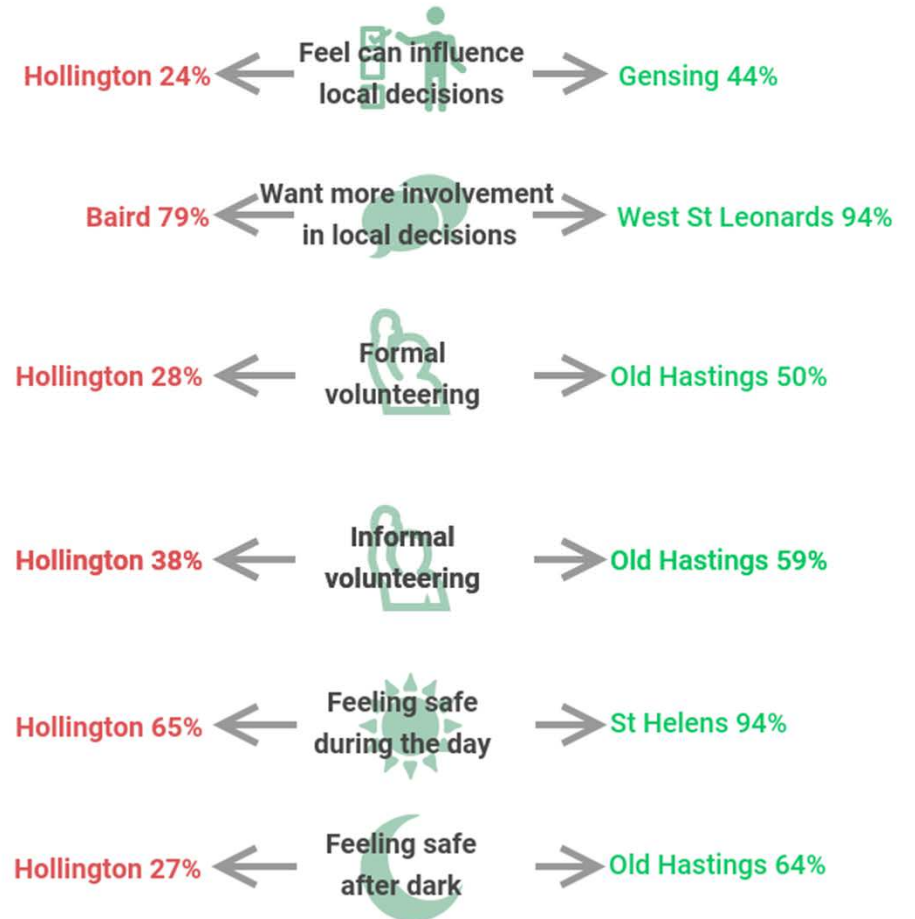 Feel can influence
local decisions
Hollington 24%
Gensing 44%
Want more involvement
in local decisions
Baird 79%
West St Leonards 94%
Formal
volunteering
Hollington 28%
Old Hastings 50%
Informal
volunteering
Hollington 38%
Old Hastings 59%
Feeling safe
during the day
Hollington 65%
St Helens 94%
Feeling safe
after dark
Hollington 27%
Old Hastings 64%